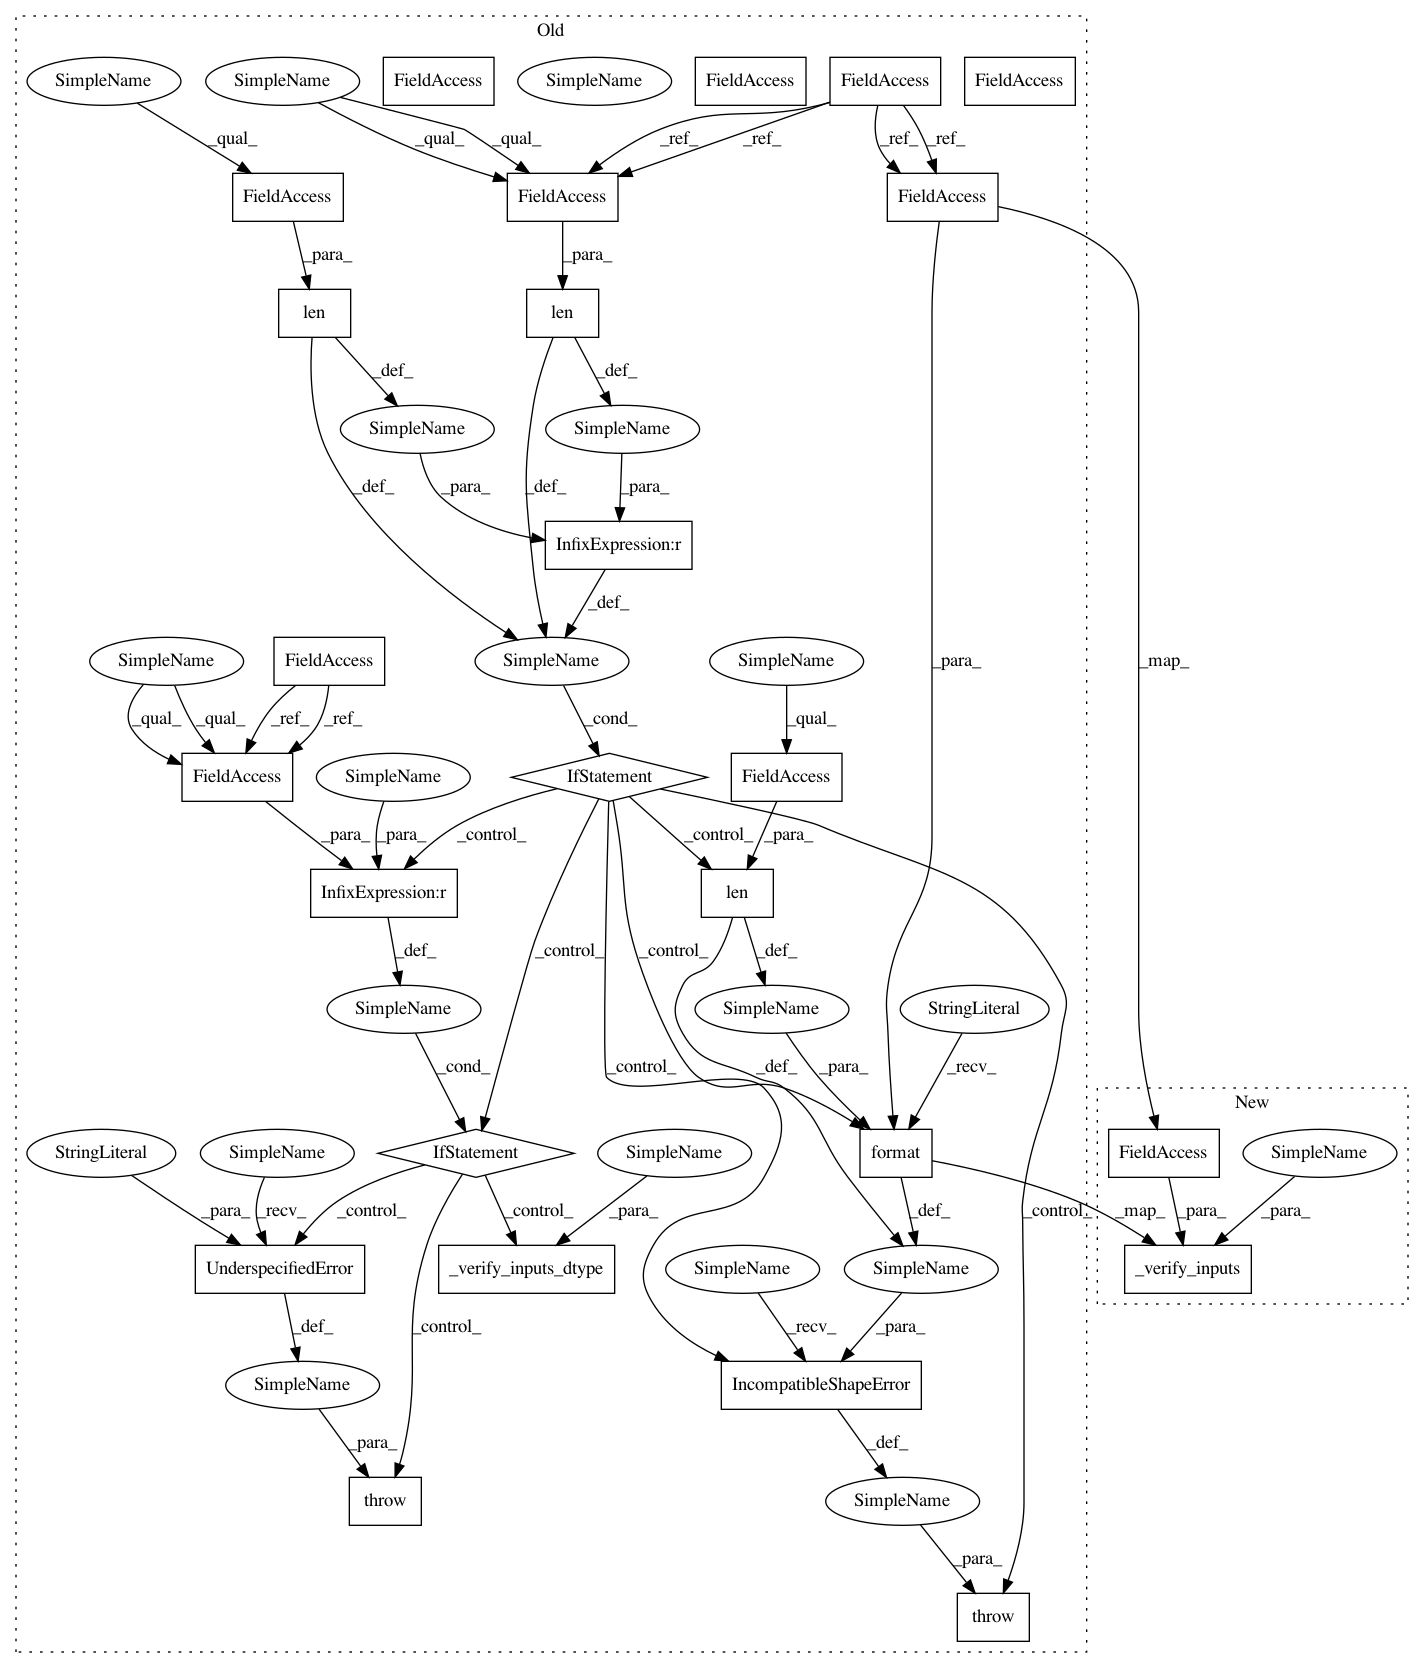 Old
SimpleName
SimpleName
FieldAccess
SimpleName
FieldAccess
FieldAccess
FieldAccess
_qual_
_qual_
_qual_
_ref_
_ref_
_ref_
_ref_
FieldAccess
FieldAccess
FieldAccess
_para_
_para_
len
len
_def_
_def_
SimpleName
SimpleName
_def_
_para_
_def_
_para_
InfixExpression:r
_def_
SimpleName
FieldAccess
SimpleName
SimpleName
_para_
_map_
_qual_
_qual_
_ref_
_ref_
_cond_
_qual_
FieldAccess
SimpleName
IfStatement
FieldAccess
_para_
_para_
_control_
_control_
_para_
InfixExpression:r
len
_def_
_control_
_control_
_def_
SimpleName
SimpleName
StringLiteral
_cond_
_control_
_def_
_para_
_recv_
New
StringLiteral
SimpleName
IfStatement
SimpleName
format
FieldAccess
SimpleName
_para_
_recv_
_control_
_control_
_para_
_def_
_control_
_map_
_para_
_para_
UnderspecifiedError
_verify_inputs_dtype
SimpleName
SimpleName
_verify_inputs
_def_
_control_
_recv_
_para_
SimpleName
IncompatibleShapeError
_para_
_def_
throw
SimpleName
_para_
throw